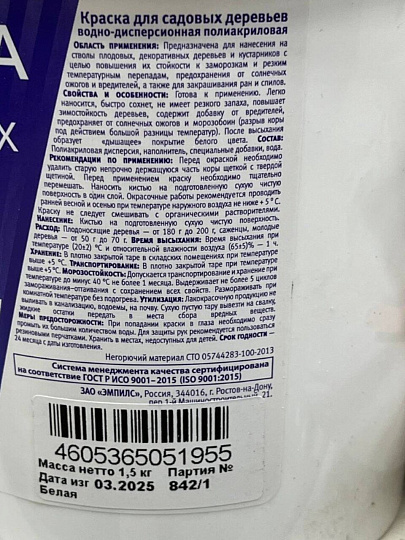 А
Х
Краска для садовых деревьев
водно-дисперсионная полиакриловая
ОБЛАСТЬ ПРИМЕНЕНИЯ: Предназначена для нанесения на
стволы плодовых, декоративных деревьев и кустарников с
целью повышения их стойкости к заморозкам и резким
температурным перепадам, предохранения от солнечных
ожогов и вредителей, а также для закрашивания ран и спилов.
СВОЙСТВА И ОСОБЕННОСТИ: Готова к применению. Легко
наносится, быстро сохнет, не имеет резкого запаха, повышает
зимостойкость деревьев, содержит добавку от вредителей,
предохраняет от солнечных ожогов и морозобоин (разрыв коры
под действием большой разницы температур). После высыхания
образует «дышащее» покрытие белого цвета. СОСТАВ:
Полиакриловая дисперсия, наполнитель, специальные добавки, вода.
РЕКОМЕНДАЦИИ ПО ПРИМЕНЕНИЮ: Перед окраской необходимо
удалить старую непрочно держащуюся часть коры щеткой или жесткой
щетиной. Перед применением краску необходимо тщательно
перемешать. Наносить кистью на подготовленную сухую чистую
поверхность в один слой. Окрасочные работы рекомендуется проводить
ранней весной и осенью при температуре наружного воздуха не ниже +5 °С.
Краску не смешивать с органическими растворителями.
НАНЕСЕНИЕ: Кистью на подготовленную сухую чистую поверхность.
РАСХОД: Плодоносящие деревья — от 180 г до 200 г, саженцы, молодые
деревья — от 50 г до 70 г. ВРЕМЯ ВЫСЫХАНИЯ: Время высыхания при
температуре (20±2) °С и относительной влажности воздуха (65±5)% — 1 ч.
ХРАНЕНИЕ: В плотно закрытой таре в складских помещениях при температуре
выше +5 °С. ТРАНСПОРТИРОВАНИЕ: В плотно закрытой таре при температуре
выше +5°С. МОРОЗОСТОЙКОСТЬ: Допускается транспортирование и хранение при
температуре до минус 40 °С не более 1 месяца. Выдерживает не более 5 циклов
замораживания-оттаивания с сохранением всех свойств. Размораживать при
комнатной температуре без подогрева. УТИЛИЗАЦИЯ: Лакокрасочную продукцию не
выливать в канализацию, водоемы, на почву. Сухую пустую тару вывезти на свалку,
жидкие остатки передать в места сбора вредных веществ.
МЕРЫ ПРЕДОСТОРОЖНОСТИ: При попадании краски в глаза необходимо сразу
промыть их большим количеством воды. Для защиты рук рекомендуется пользоваться
резиновыми перчатками. Хранить в местах, недоступных для детей. СРОК ГОДНОСТИ –
24 месяца с даты изготовления.
Негорючий материал СТО 05744283-100-2013
Система менеджмента качества сертифицирована
на соответствие ГОСТ Р ИСО 9001–2015 (ISO 9001:2015)
ЗАО «ЭМПИЛС», Россия, 344016, г. Ростов-на-Дону,
пер 1-й Машиностроительный, 21.
4605365051955
Масса нетто 1,5 кг Партия №
Дата изг 03.2025 842/1
Белая